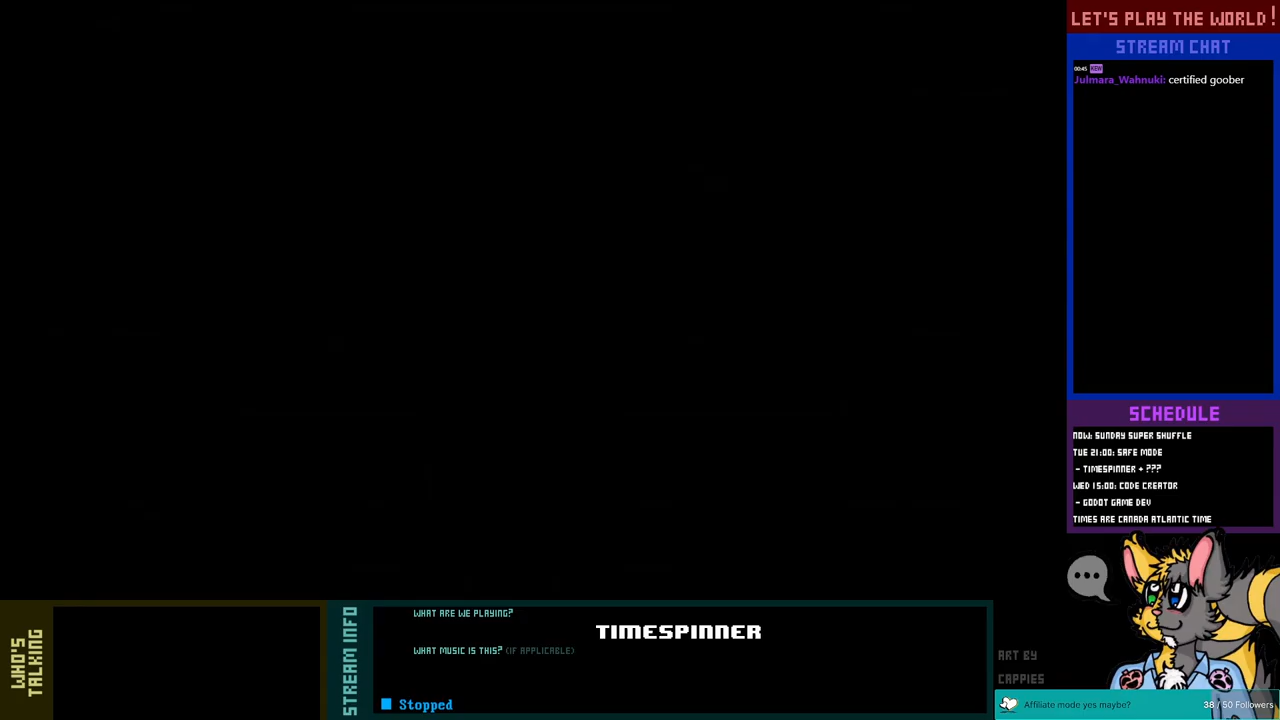 LET'S PLAY THE WORLD!
STREAM CHAT
00:45 KEW
Julmara_Wahnuki: certified goober
SCHEDULE
NOW: SUNDAY SUPER SHUFFLE
TUE 21:00: SAFE MODE
- TIMESPINNER + ???
WED 15:00: CODE CREATOR
- GODOT GAME DEV
TIMES ARE CANADA ATLANTIC TIME
...
WHO'S TALKING
STREAM INFO
WHAT ARE WE PLAYING?
TIMESPINNER
WHAT MUSIC IS THIS? (IF APPLICABLE)
Stopped
ART BY
CAPPIES
Affiliate mode yes maybe?
38 / 50 Followers